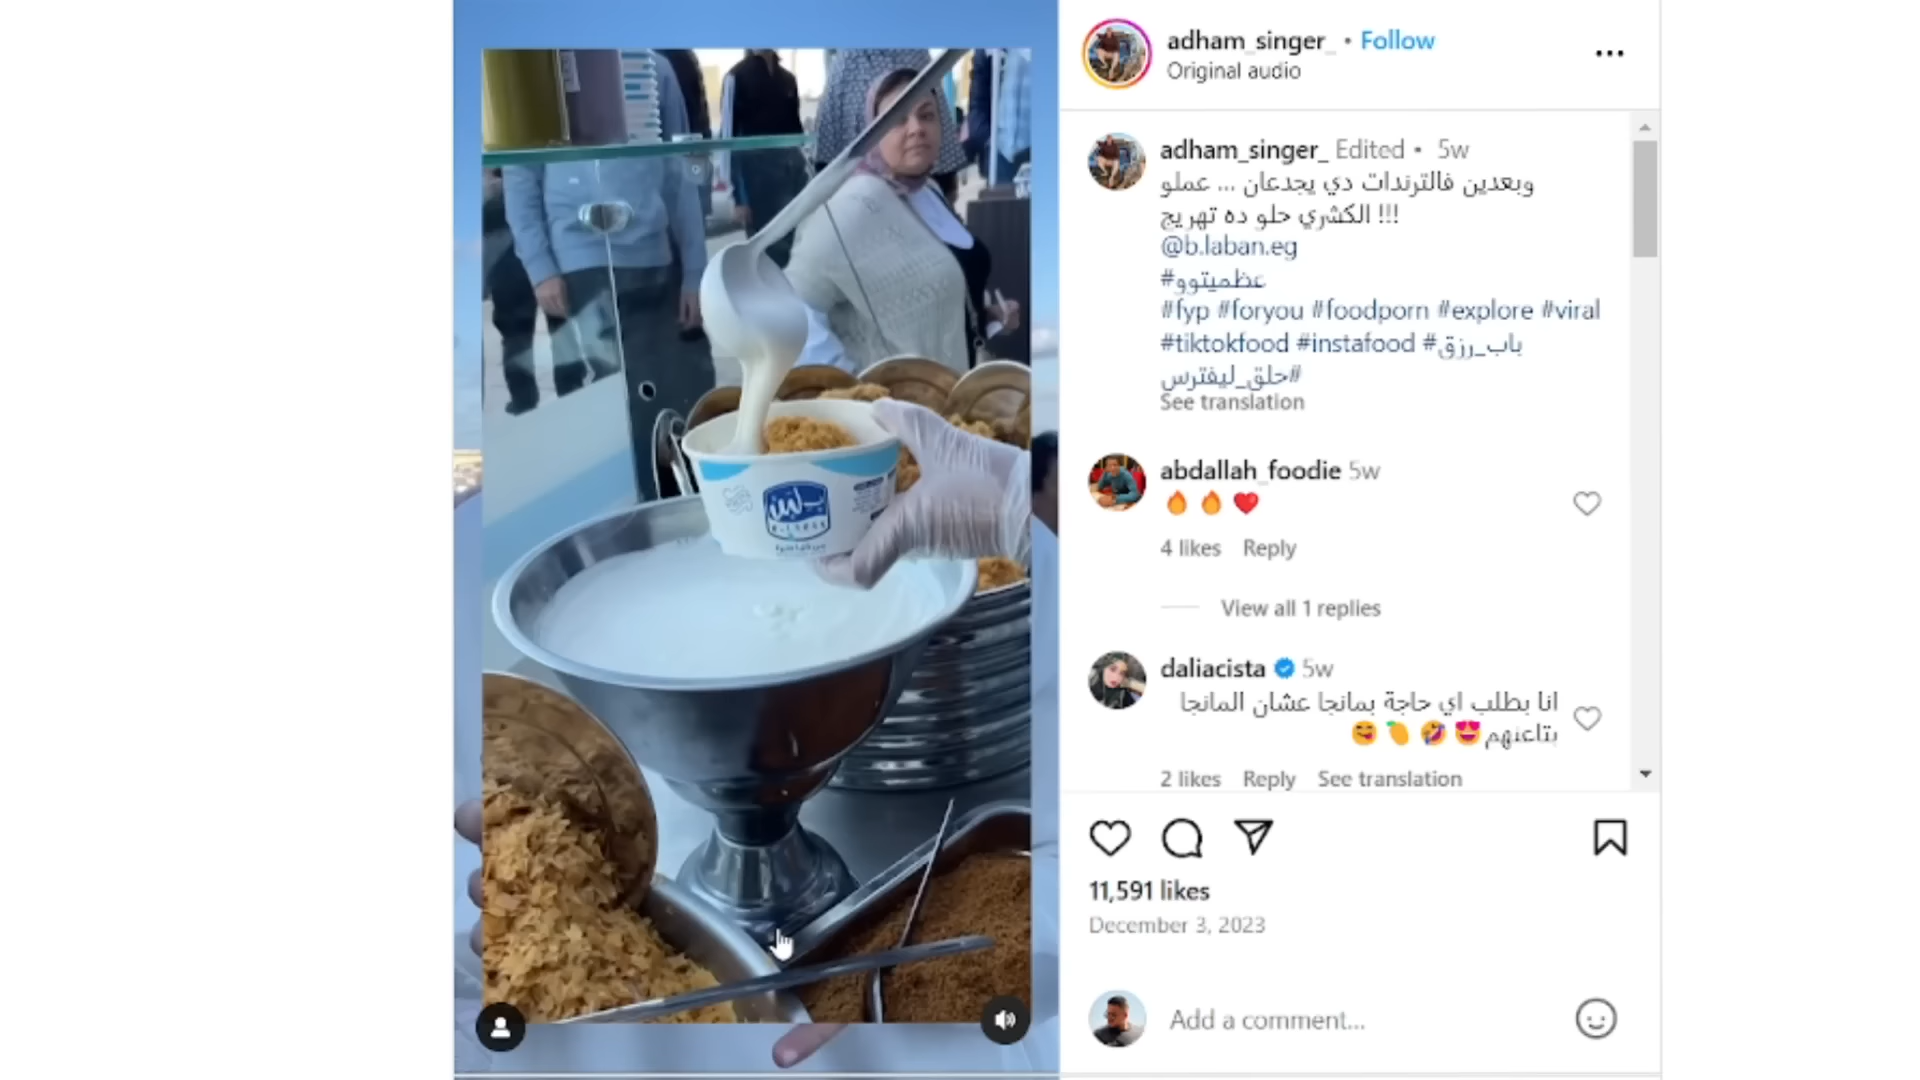 adham_singer_ • Follow
Original audio
adham_singer_ Edited • 5w
وبعدين فالترندات دي يجدعان ... عملو
الكشري حلو ده تهريج !!!
@b.laban.eg
#عظميتوو
#fyp #foryou #foodporn #explore #viral
#tiktokfood #instafood #باب_رزق
#حلق_ليفترس
See translation
abdallah_foodie 5w
🔥 🔥 ❤️
4 likes Reply
View all 1 replies
daliacista 5w
انا بطلب اي حاجة بمانجا عشان المانجا
بتاعتهم😍 🤣 🥭 😋
2 likes Reply See translation
11,591 likes
December 3, 2023
Add a comment...
بـ لبن